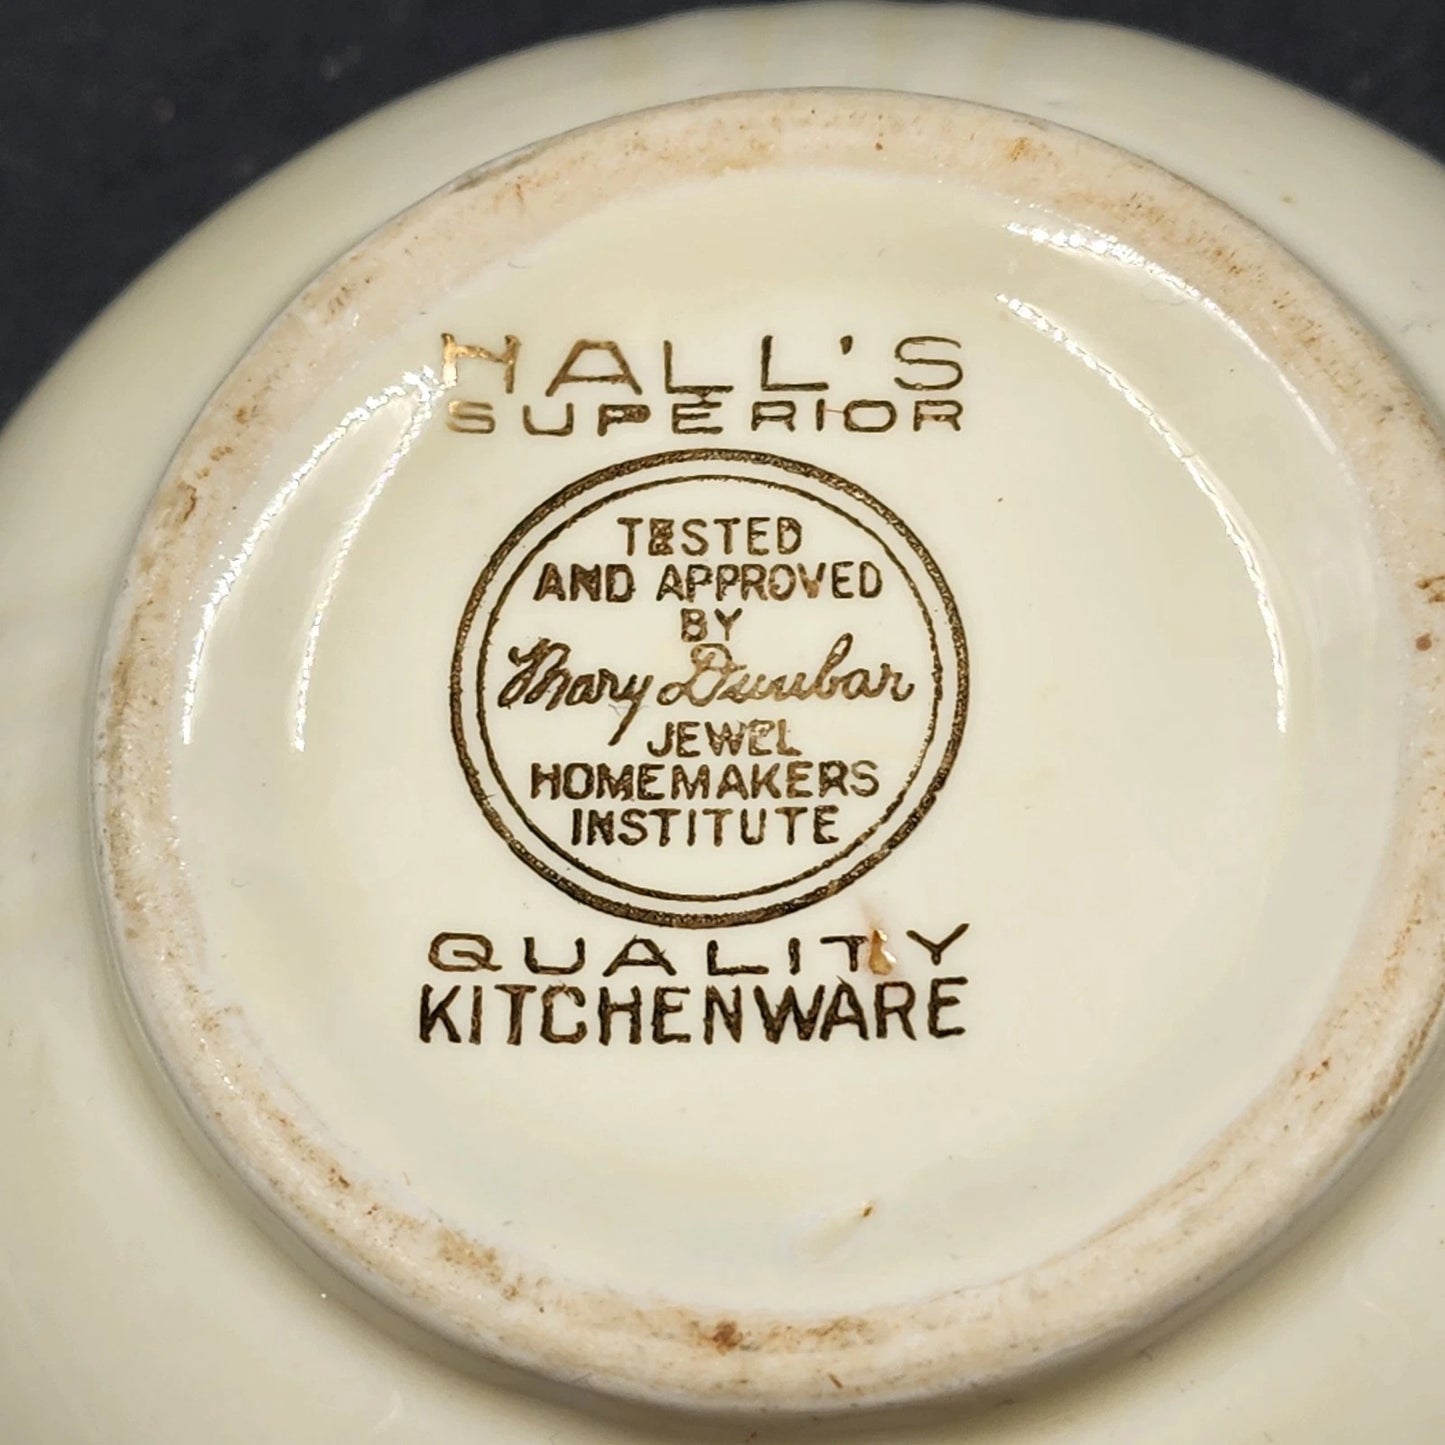 HALL'S
SUPERIOR
TESTED
AND APPROVED
BY
Mary Dunbar
JEWEL
HOMEMAKERS
INSTITUTE
QUALITY
KITCHENWARE